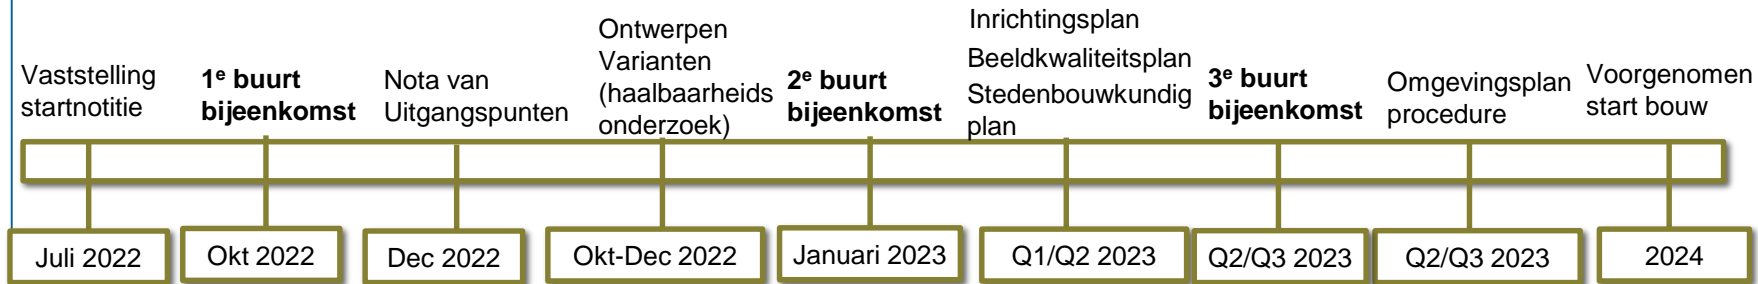 Vaststelling
startnotitie
1e buurt
bijeenkomst
Nota van
Uitgangspunten
Ontwerpen
Varianten
(haalbaarheids
onderzoek)
2e buurt
bijeenkomst
Inrichtingsplan
Beeldkwaliteitsplan
Stedenbouwkundig
plan
3e buurt
bijeenkomst
Omgevingsplan
procedure
Voorgenomen
start bouw
Juli 2022
Okt 2022
Dec 2022
Okt-Dec 2022
Januari 2023
Q1/Q2 2023
Q2/Q3 2023
Q2/Q3 2023
2024